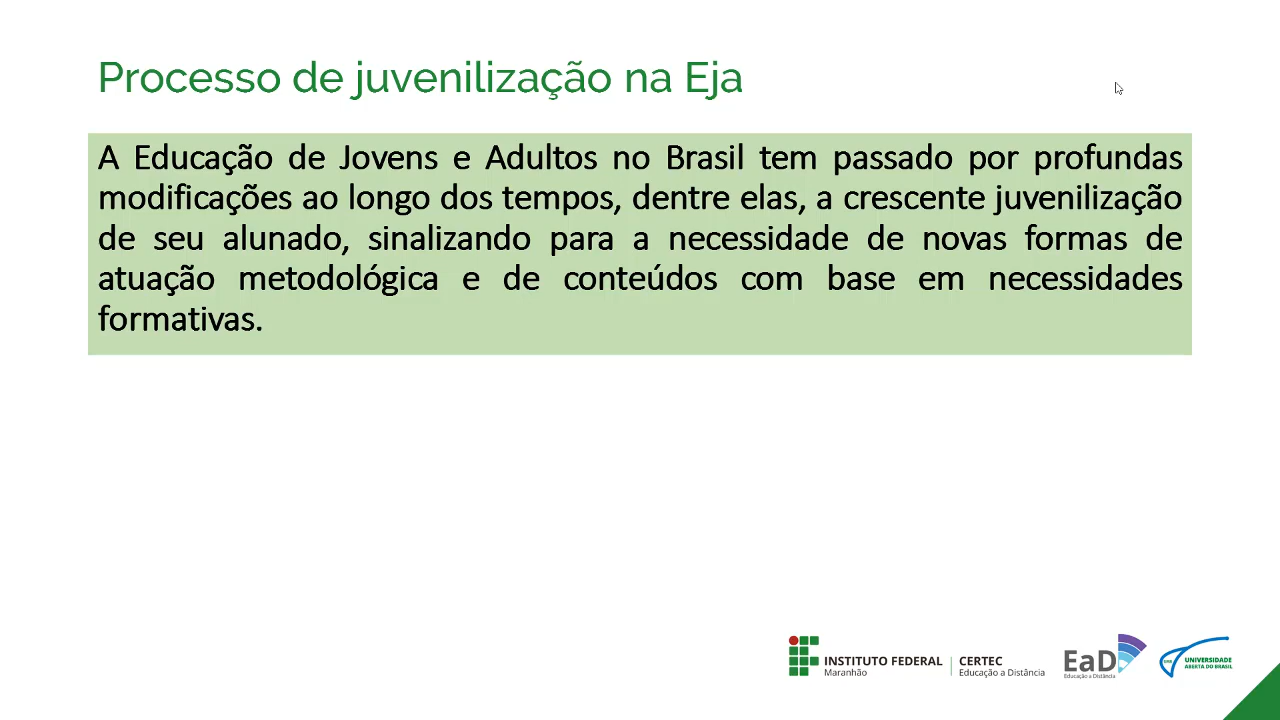 Processo de juvenilização na Eja
A Educação de Jovens e Adultos no Brasil tem passado por profundas
modificações ao longo dos tempos, dentre elas, a crescente juvenilização
de seu alunado, sinalizando para a necessidade de novas formas de
atuação metodológica e de conteúdos com base em necessidades
formativas.
INSTITUTO FEDERAL
Maranhão
CERTEC
Educação a Distância
EaD
Educação a Distância
UAB
UNIVERSIDADE
ABERTA DO BRASIL